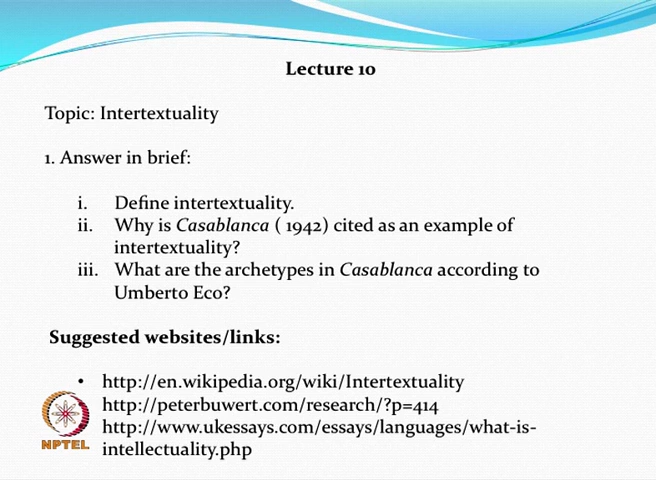 Lecture 10
Topic: Intertextuality
1. Answer in brief:
i. Define intertextuality.
ii. Why is Casablanca ( 1942) cited as an example of
intertextuality?
iii. What are the archetypes in Casablanca according to
Umberto Eco?
Suggested websites/links:
• http://en.wikipedia.org/wiki/Intertextuality
http://peterbuwert.com/research/?p=414
http://www.ukessays.com/essays/languages/what-is-
intellectuality.php
NPTEL